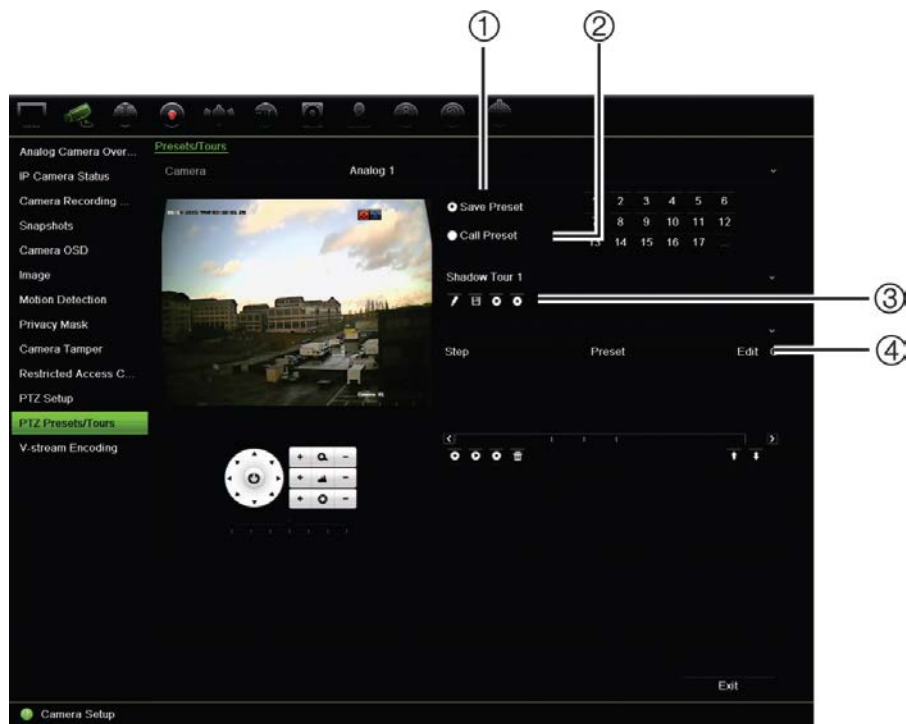 ① ②
Presets/Tours
Camera Analog 1
Analog Camera Over...
IP Camera Status
Camera Recording ...
Snapshots
Camera OSD
Image
Motion Detection
Privacy Mask
Camera Tamper
Restricted Access C...
PTZ Setup
PTZ Presets/Tours
V-stream Encoding
Save Preset
Call Preset
1 2 3 4 5 6
8 9 10 11 12
13 14 15 16 17 ...
Shadow Tour 1
③
Step Preset Edit
④
Exit
Camera Setup